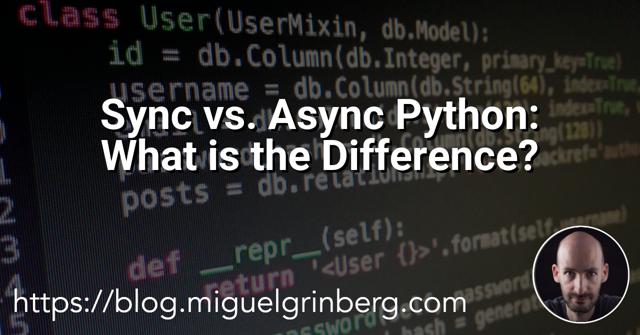 class User(UserMixin, db.Model):
id = db.Column(db.Integer, primary_key=True)
username = db.Column(db.String(64), index=True,
Sync vs. Async Python:
What is the Difference?
posts = db.relationship
def __repr__(self):
return '<User {}>'.format(self.username)
https://blog.miguelgrinberg.com